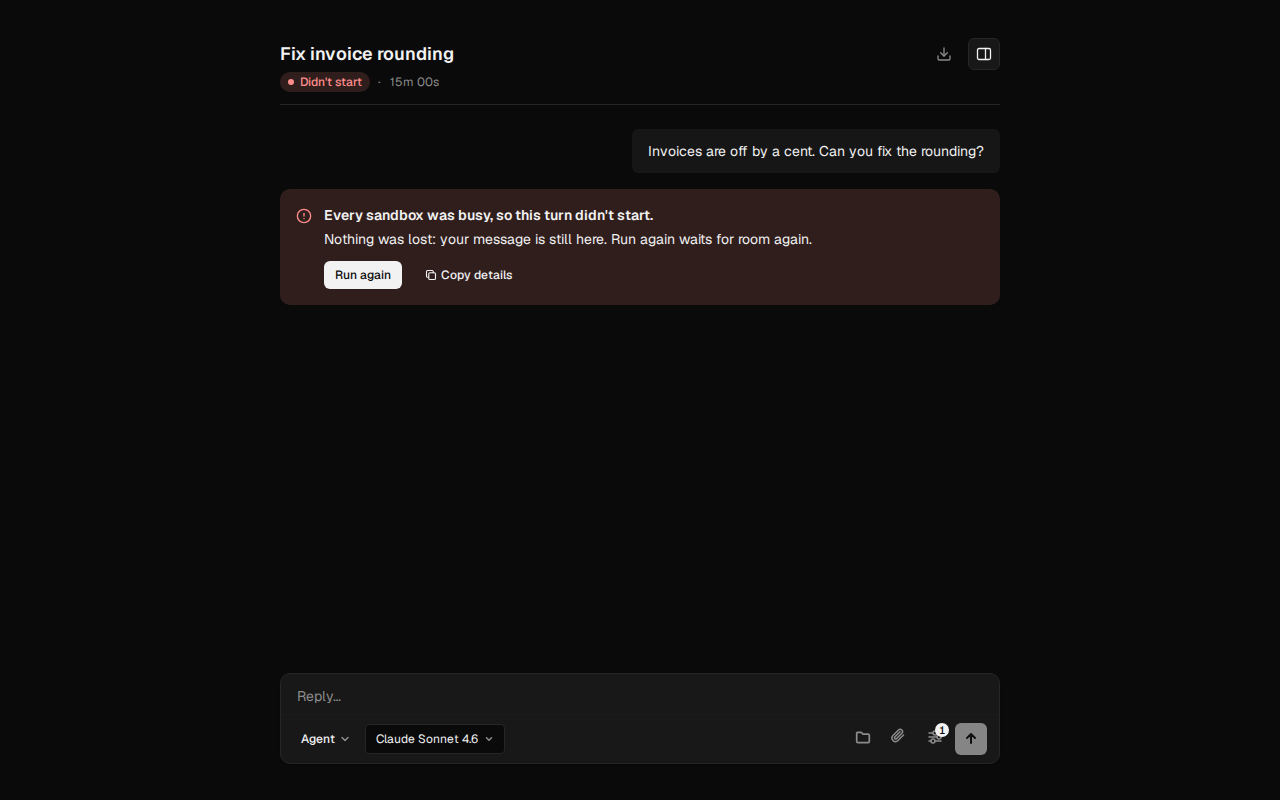 Fix invoice rounding
Didn't start · 15m 00s
Invoices are off by a cent. Can you fix the rounding?
Every sandbox was busy, so this turn didn't start.
Nothing was lost: your message is still here. Run again waits for room again.
Run again Copy details
Reply...
Agent Claude Sonnet 4.6 1